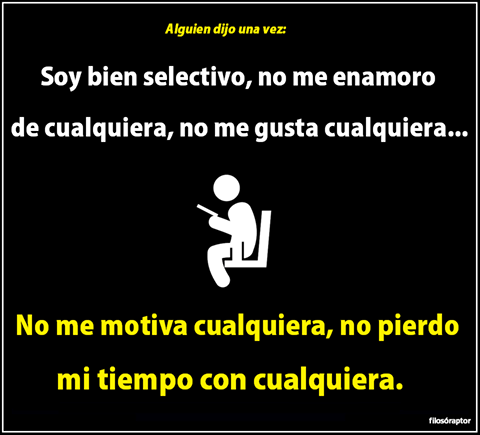 Alguien dijo una vez:
Soy bien selectivo, no me enamoro
de cualquiera, no me gusta cualquiera...
No me motiva cualquiera, no pierdo
mi tiempo con cualquiera.
filosóraptor